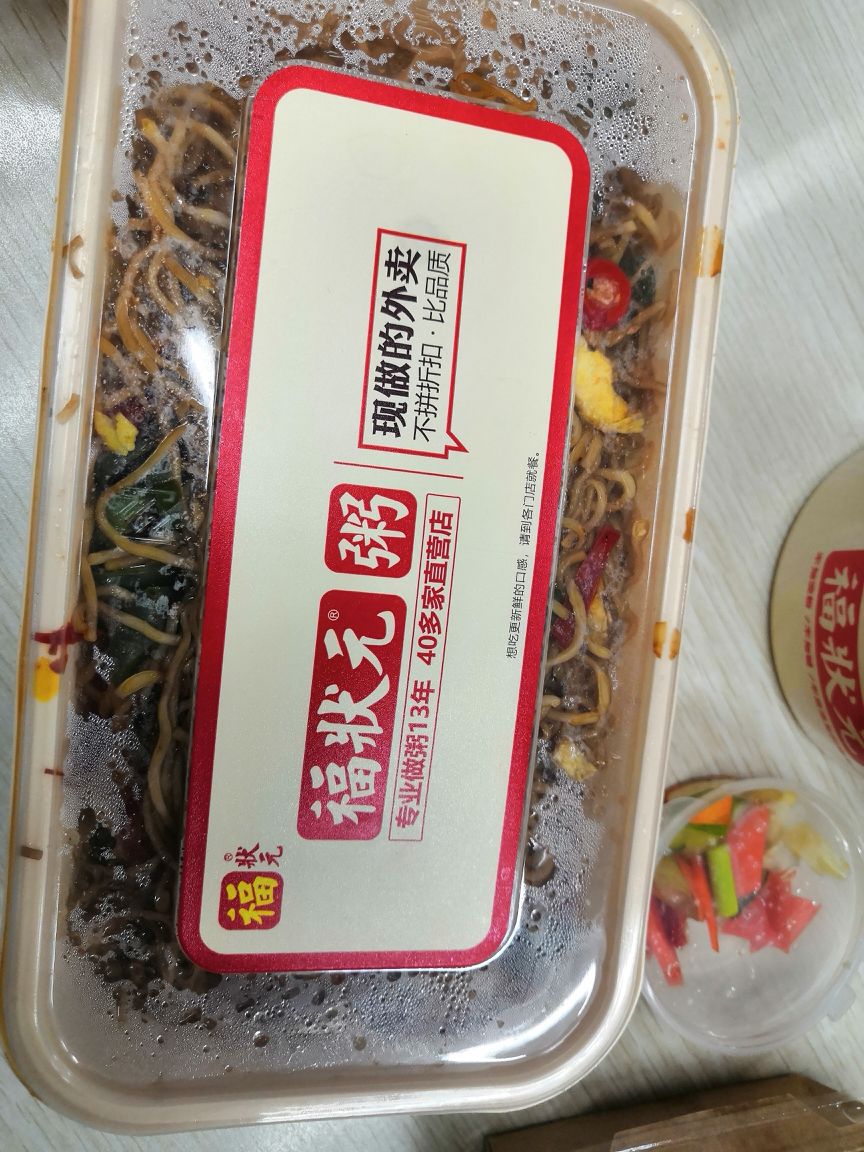 福
状元
®
福状元®
粥
专业做粥13年 40多家直营店
现做的外卖
不拼折扣·比品质
想吃更新鲜的口感，请到各门店就餐。
福状元